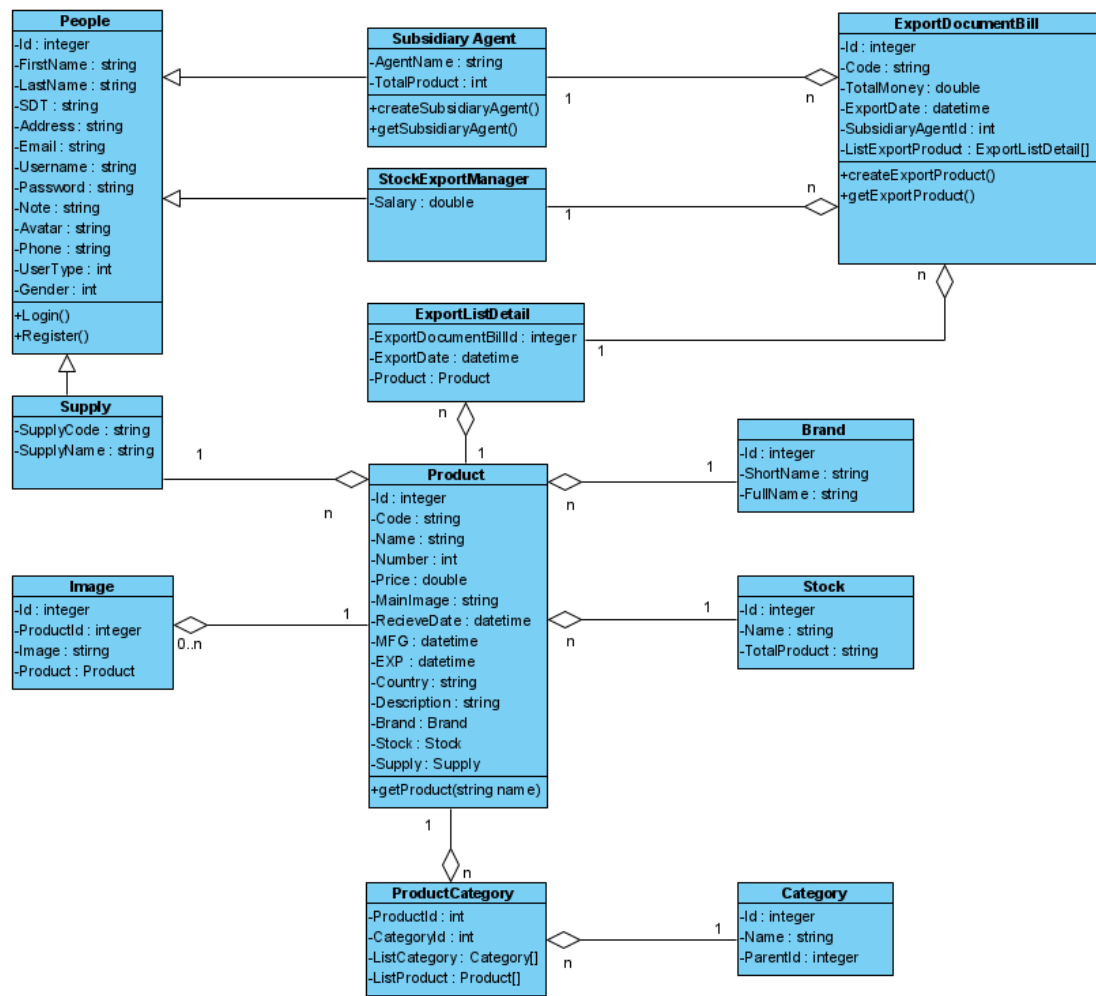 People
-Id : integer
-FirstName : string
-LastName : string
-SDT : string
-Address : string
-Email : string
-Username : string
-Password : string
-Note : string
-Avatar : string
-Phone : string
-UserType : int
-Gender : int
+Login()
+Register()
Subsidiary Agent
-AgentName : string
-TotalProduct : int
+createSubsidiaryAgent()
+getSubsidiaryAgent()
1
n
ExportDocumentBill
-Id : integer
-Code : string
-TotalMoney : double
-ExportDate : datetime
-SubsidiaryAgentId : int
-ListExportProduct : ExportListDetail[]
+createExportProduct()
+getExportProduct()
StockExportManager
-Salary : double
1
n
n
ExportListDetail
-ExportDocumentBillId : integer
-ExportDate : datetime
-Product : Product
1
n
1
Supply
-SupplyCode : string
-SupplyName : string
1
n
Product
-Id : integer
-Code : string
-Name : string
-Number : int
-Price : double
-MainImage : string
-RecieveDate : datetime
-MFG : datetime
-EXP : datetime
-Country : string
-Description : string
-Brand : Brand
-Stock : Stock
-Supply : Supply
+getProduct(string name)
Brand
-Id : integer
-ShortName : string
-FullName : string
1
n
Image
-Id : integer
-ProductId : integer
-Image : stirng
-Product : Product
1
0..n
Stock
-Id : integer
-Name : string
-TotalProduct : string
1
n
1
n
ProductCategory
-ProductId : int
-CategoryId : int
-ListCategory : Category[]
-ListProduct : Product[]
1
n
Category
-Id : integer
-Name : string
-ParentId : integer